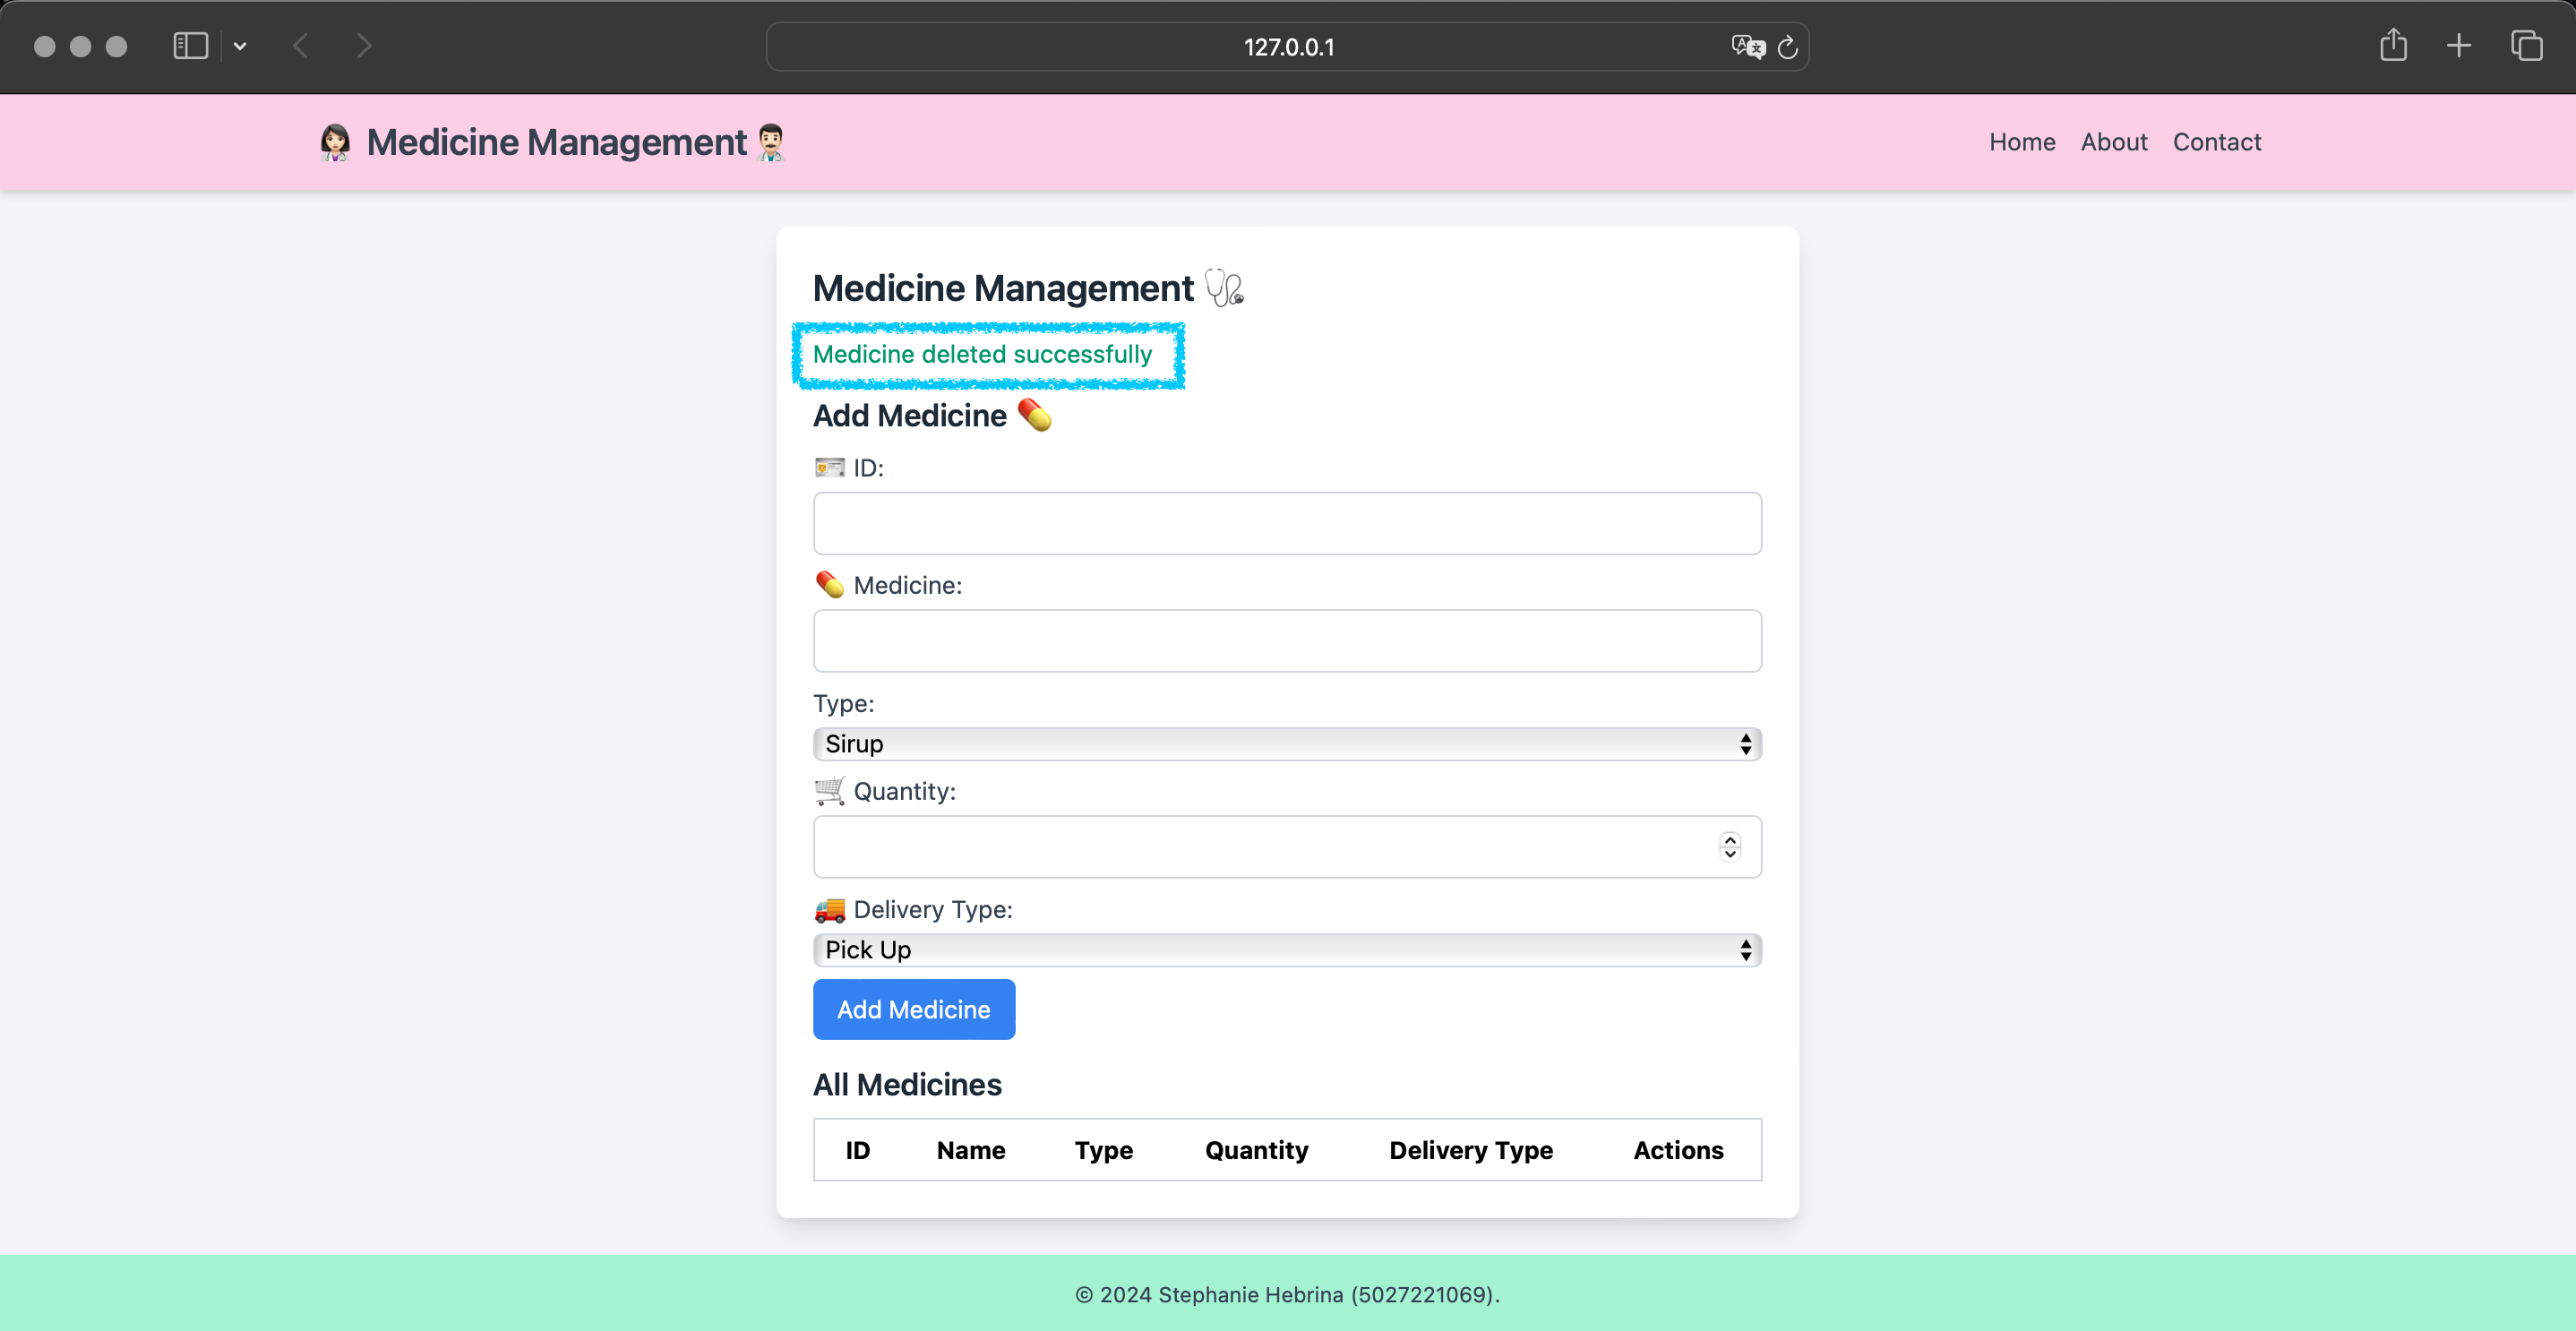 127.0.0.1
Medicine Management
Home About Contact
Medicine Management
Medicine deleted successfully
Add Medicine
ID:
Medicine:
Type:
Sirup
Quantity:
Delivery Type:
Pick Up
Add Medicine
All Medicines
ID Name Type Quantity Delivery Type Actions
© 2024 Stephanie Hebrina (5027221069).